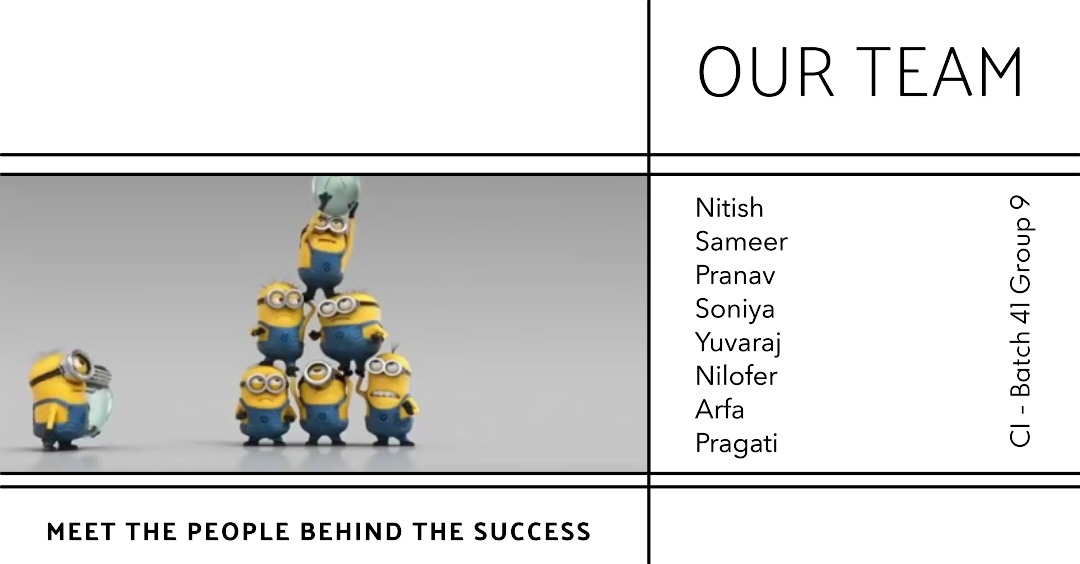 OUR TEAM
Nitish
Sameer
Pranav
Soniya
Yuvaraj
Nilofer
Arfa
Pragati
CI - Batch 41 Group 9
MEET THE PEOPLE BEHIND THE SUCCESS